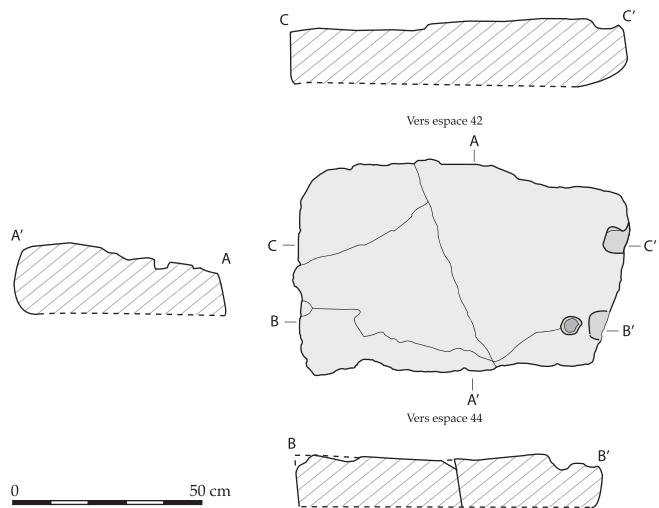 C C'
Vers espace 42
A
A' A
C C'
B B'
A'
Vers espace 44
B B'
0 50 cm